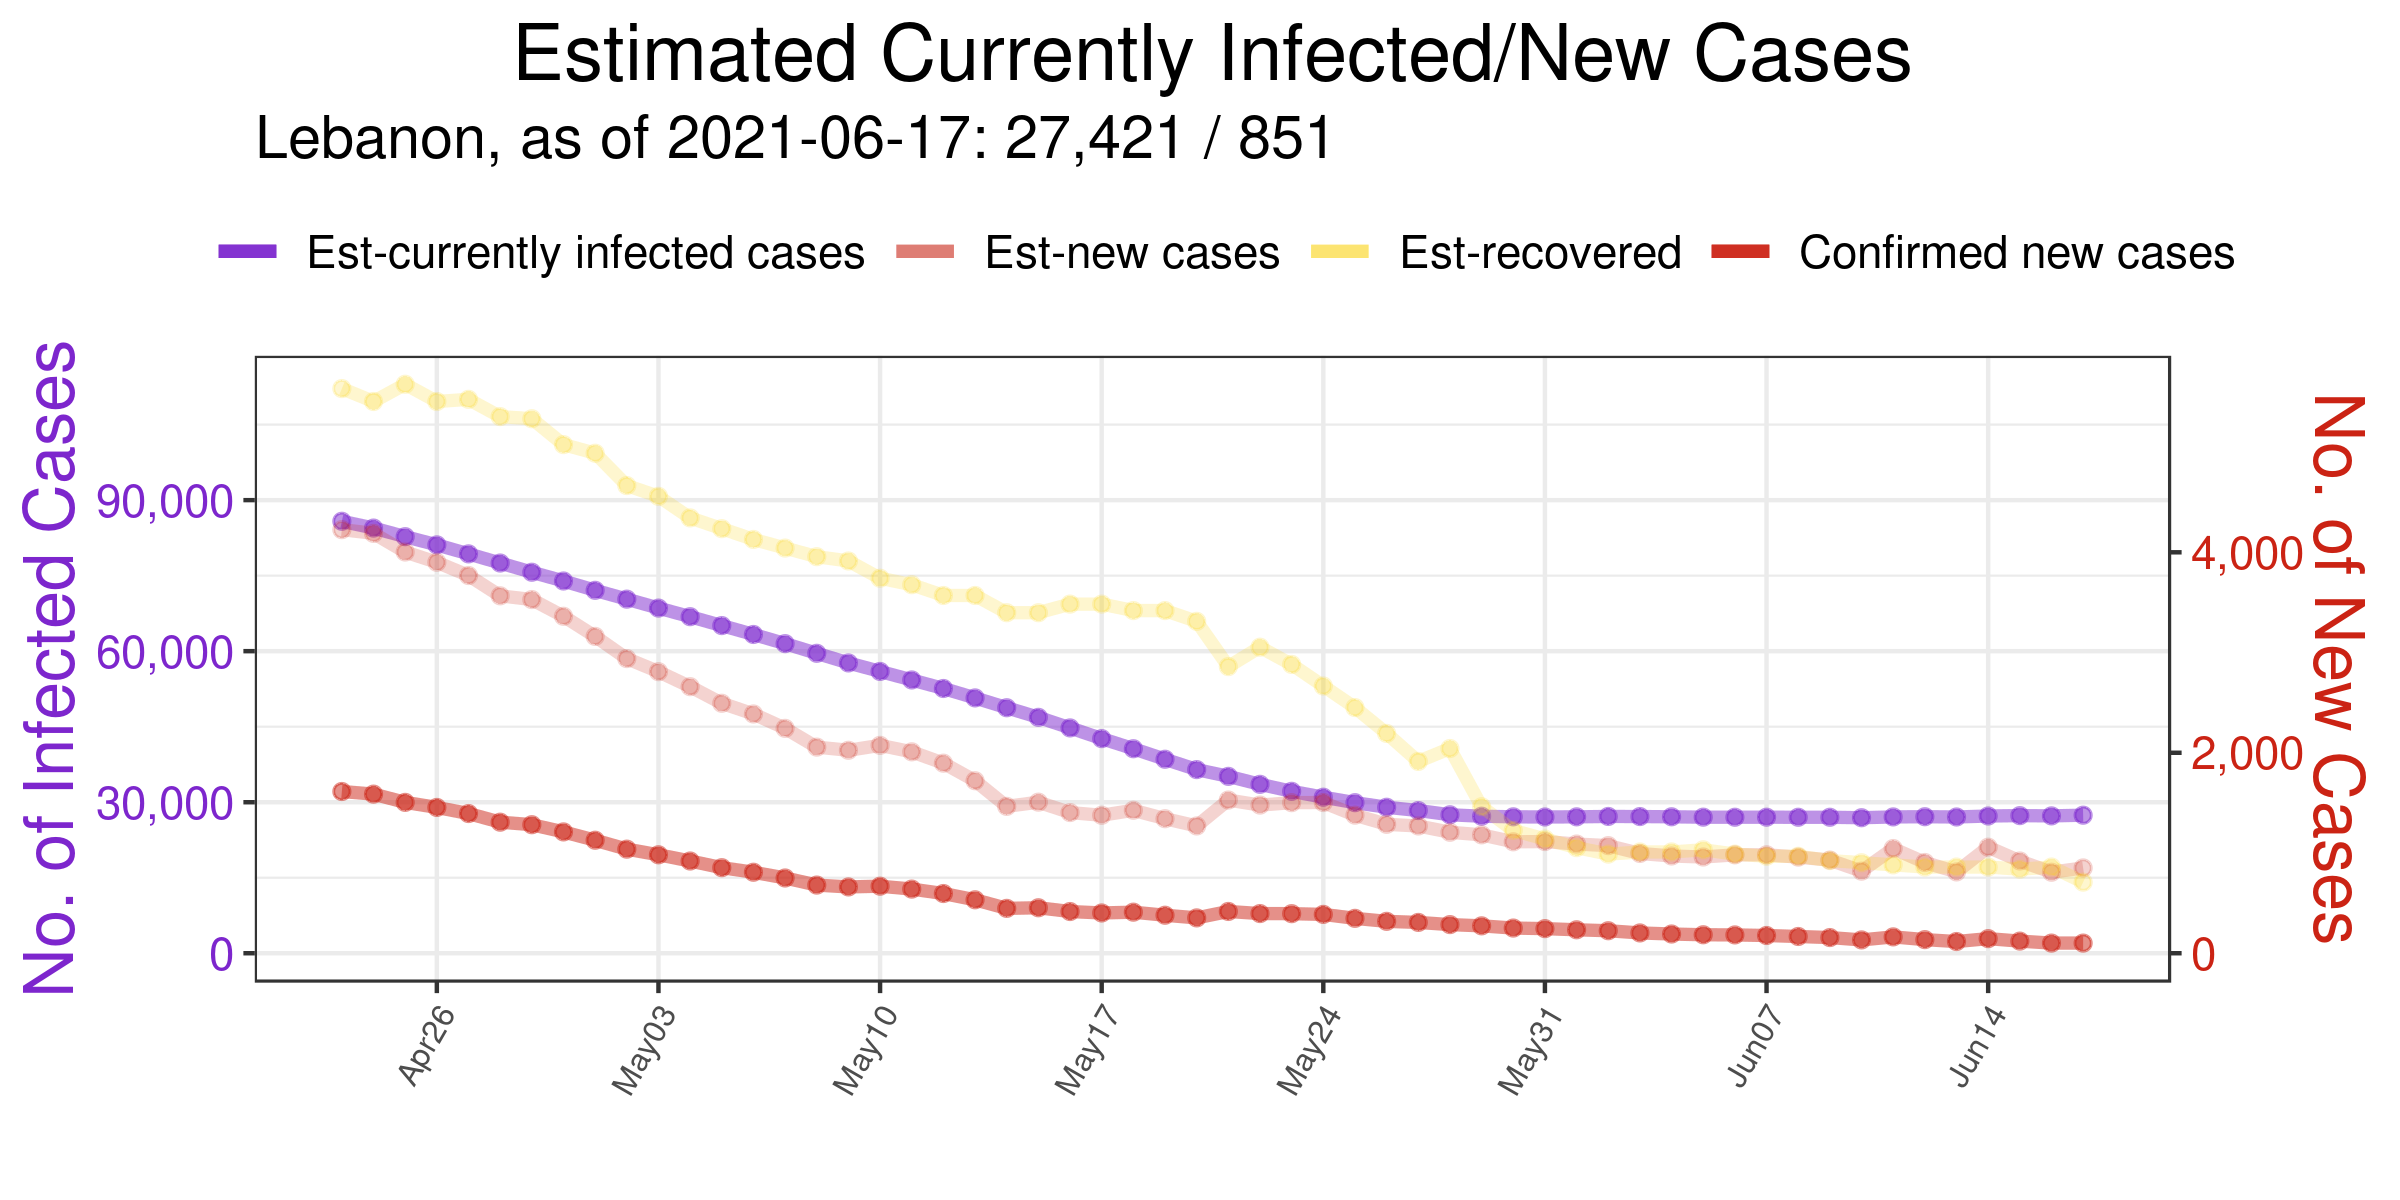 Estimated Currently Infected/New Cases
Lebanon, as of 2021-06-17: 27,421 / 851
Est-currently infected cases Est-new cases Est-recovered Confirmed new cases
No. of Infected Cases
90,000
60,000
30,000
0
4,000
2,000
0
No. of New Cases
Apr26 May03 May10 May17 May24 May31 Jun07 Jun14